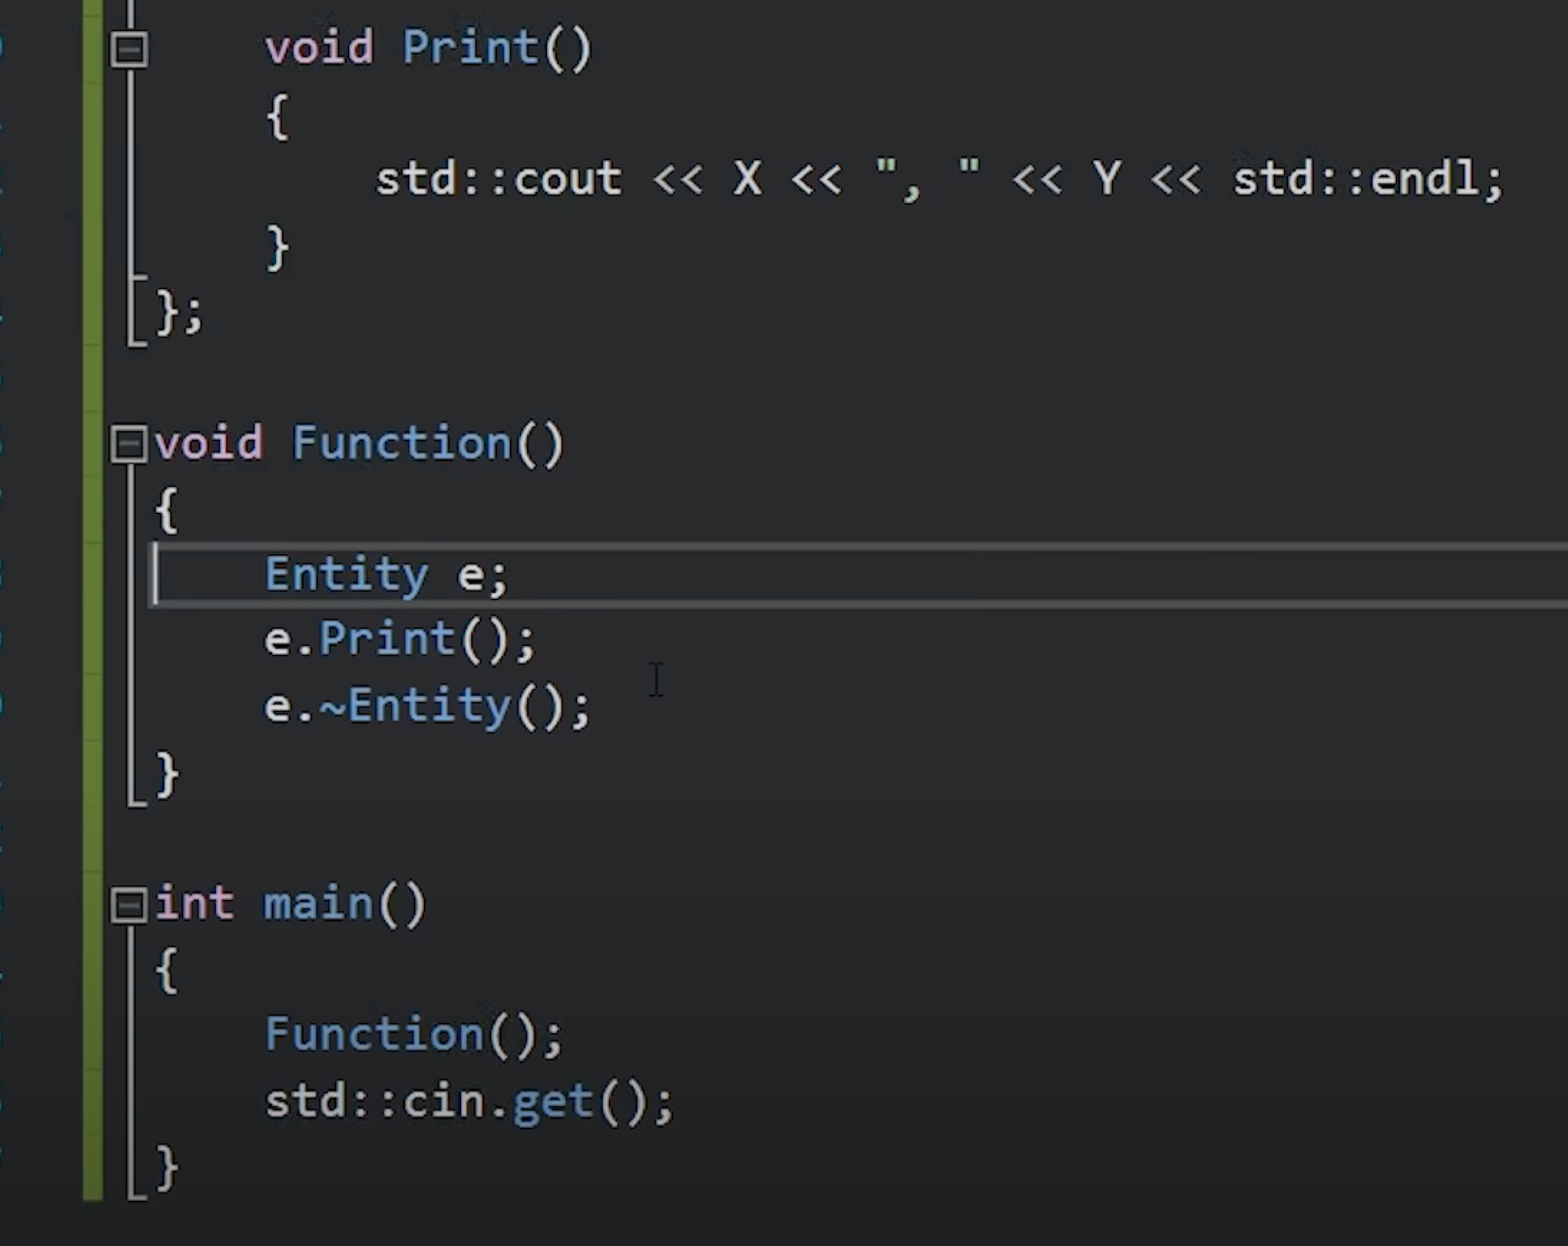 void Print()
{
std::cout << X << ", " << Y << std::endl;
}
};
void Function()
{
Entity e;
e.Print();
e.~Entity();
}
int main()
{
Function();
std::cin.get();
}